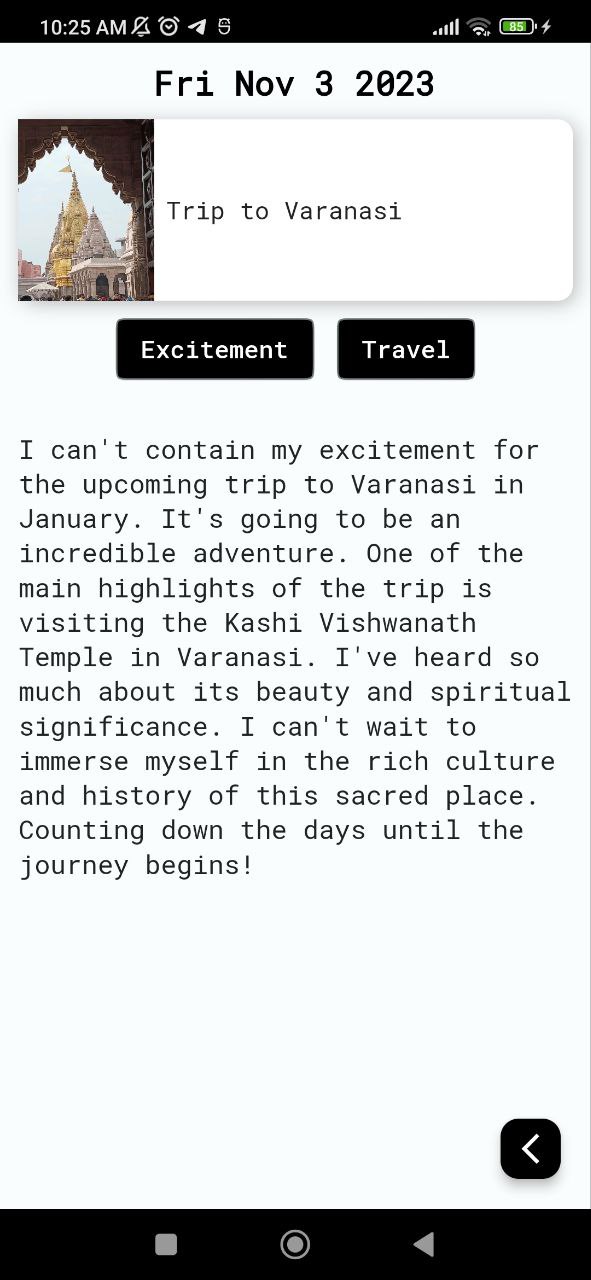 10:25 AM
85
Fri Nov 3 2023
Trip to Varanasi
Excitement Travel
I can't contain my excitement for
the upcoming trip to Varanasi in
January. It's going to be an
incredible adventure. One of the
main highlights of the trip is
visiting the Kashi Vishwanath
Temple in Varanasi. I've heard so
much about its beauty and spiritual
significance. I can't wait to
immerse myself in the rich culture
and history of this sacred place.
Counting down the days until the
journey begins!